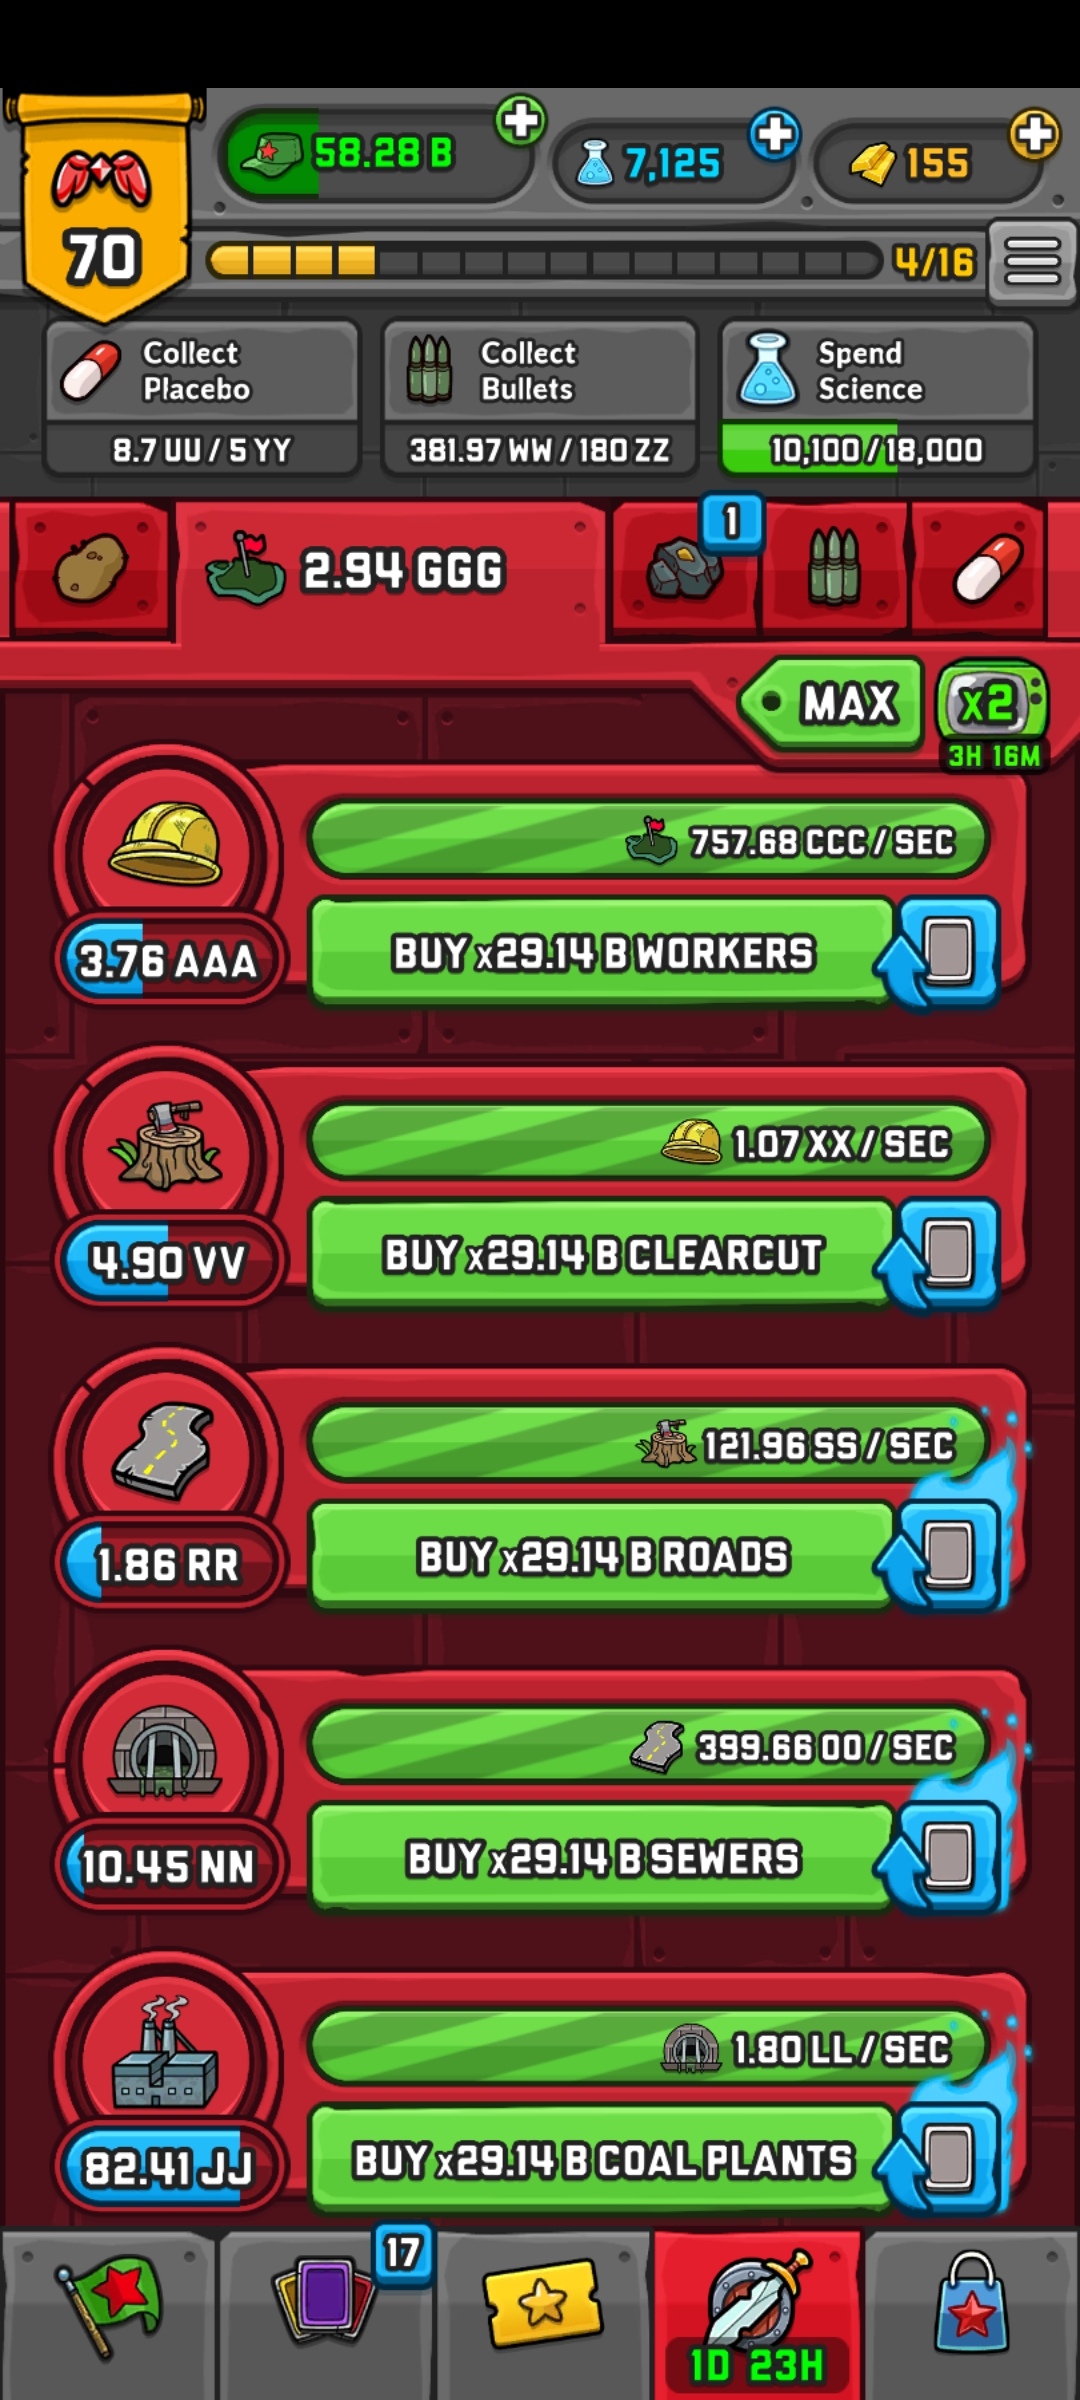 58.28 B
7,125
155
70
4/16
Collect
Placebo
8.7 UU / 5 YY
Collect
Bullets
381.97 WW / 180 ZZ
Spend
Science
10,100 / 18,000
2.94 GGG
1
MAX
x2
3H 16M
757.68 CCC / SEC
3.76 AAA
BUY x29.14 B WORKERS
1.07 XX / SEC
4.90 VV
BUY x29.14 B CLEARCUT
121.96 SS / SEC
1.86 RR
BUY x29.14 B ROADS
399.66 OO / SEC
10.45 NN
BUY x29.14 B SEWERS
1.80 LL / SEC
82.41 JJ
BUY x29.14 B COAL PLANTS
17
1D 23H